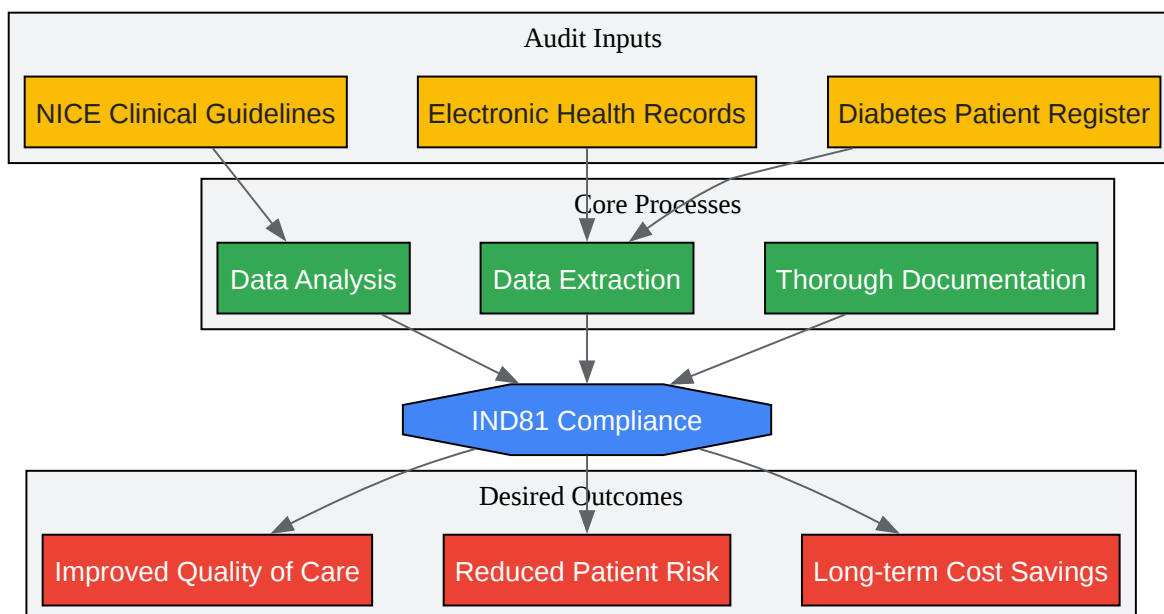 Audit Inputs
NICE Clinical Guidelines
Electronic Health Records
Diabetes Patient Register
Core Processes
Data Analysis
Data Extraction
Thorough Documentation
IND81 Compliance
Desired Outcomes
Improved Quality of Care
Reduced Patient Risk
Long-term Cost Savings